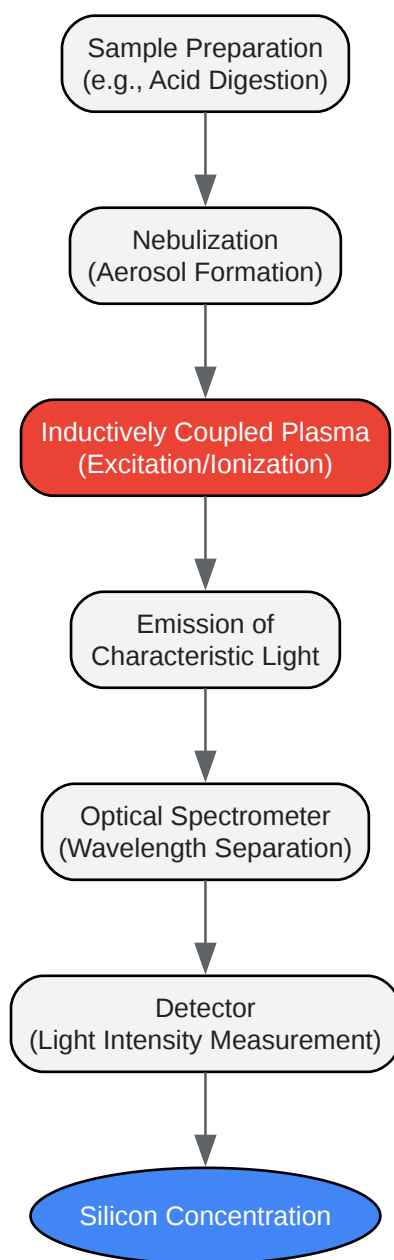 Sample Preparation
(e.g., Acid Digestion)
Nebulization
(Aerosol Formation)
Inductively Coupled Plasma
(Excitation/Ionization)
Emission of
Characteristic Light
Optical Spectrometer
(Wavelength Separation)
Detector
(Light Intensity Measurement)
Silicon Concentration